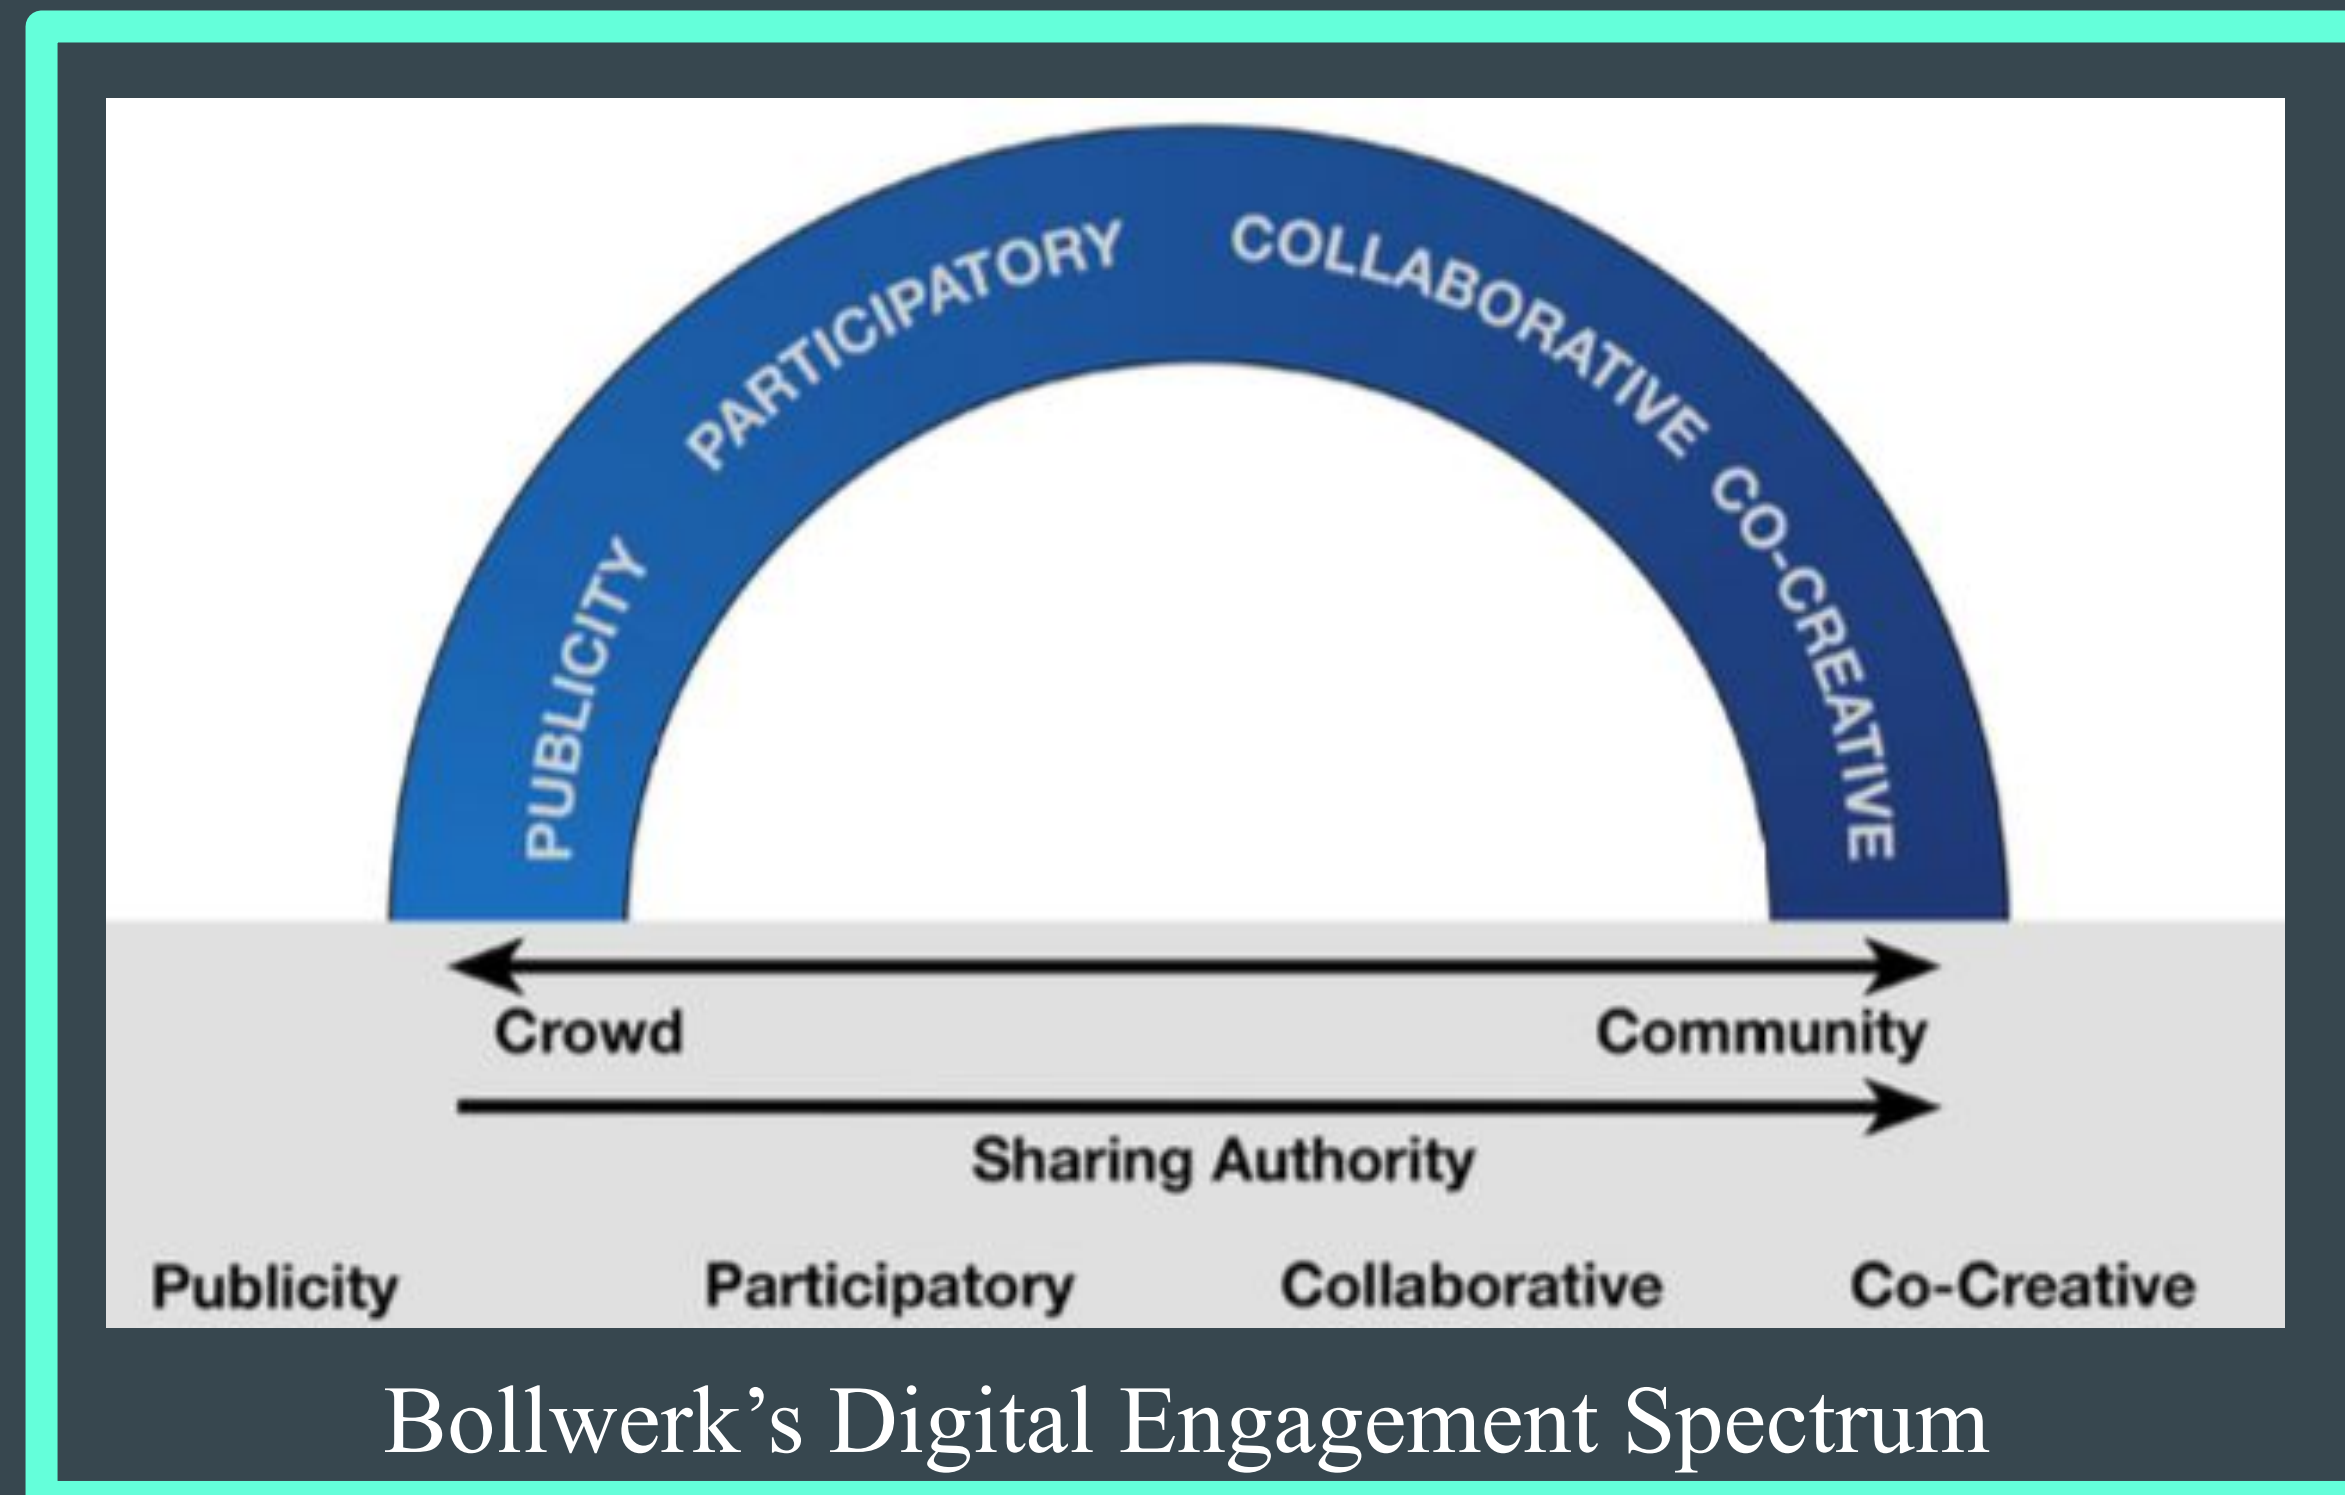 PUBLICITY
PARTICIPATORY
COLLABORATIVE
CO-CREATIVE
Crowd
Community
Sharing Authority
Publicity
Participatory
Collaborative
Co-Creative
Bollwerk’s Digital Engagement Spectrum